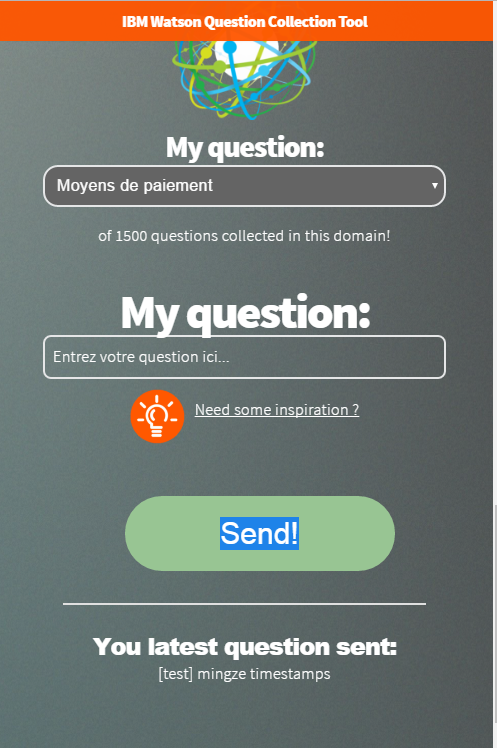 IBM Watson Question Collection Tool
My question:
Moyens de paiement
of 1500 questions collected in this domain!
My question:
Entrez votre question ici...
Need some inspiration ?
Send!
You latest question sent:
[test] mingze timestamps